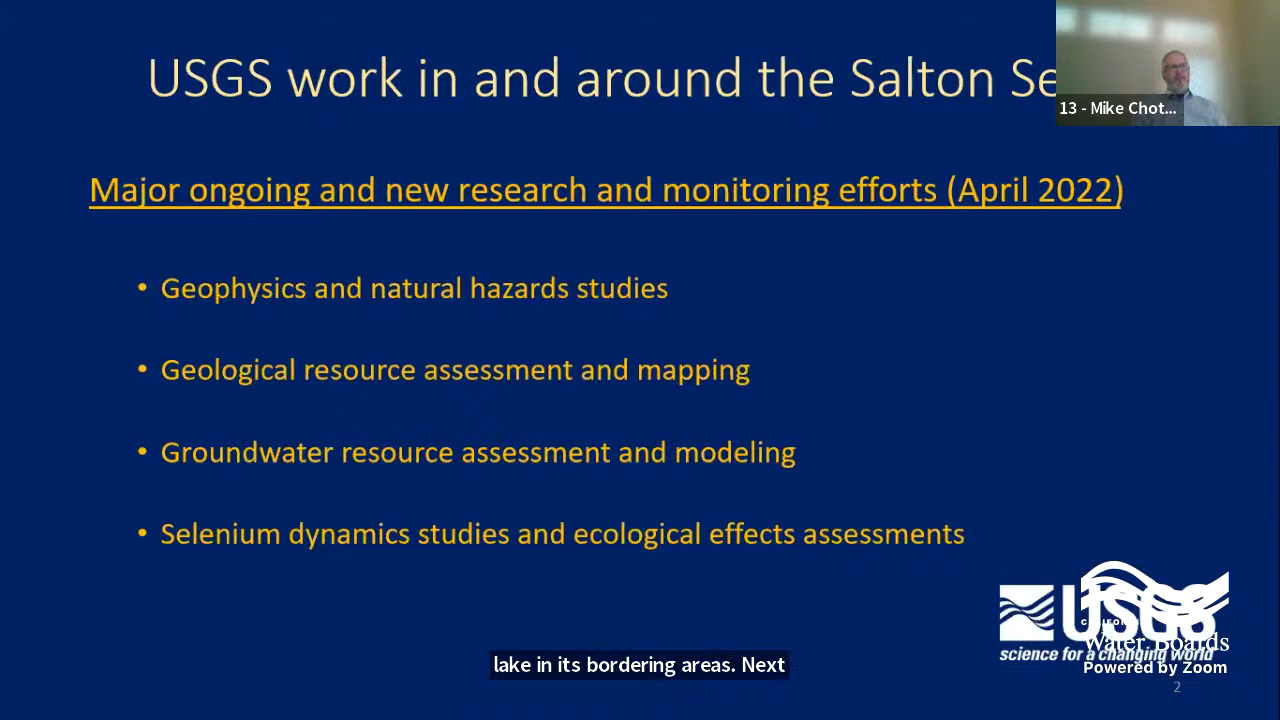 USGS work in and around the Salton Se
13 - Mike Chot...
Major ongoing and new research and monitoring efforts (April 2022)
• Geophysics and natural hazards studies
• Geological resource assessment and mapping
• Groundwater resource assessment and modeling
• Selenium dynamics studies and ecological effects assessments
USGS
science for a changing world
Water Boards
Powered by Zoom
lake in its bordering areas. Next
2